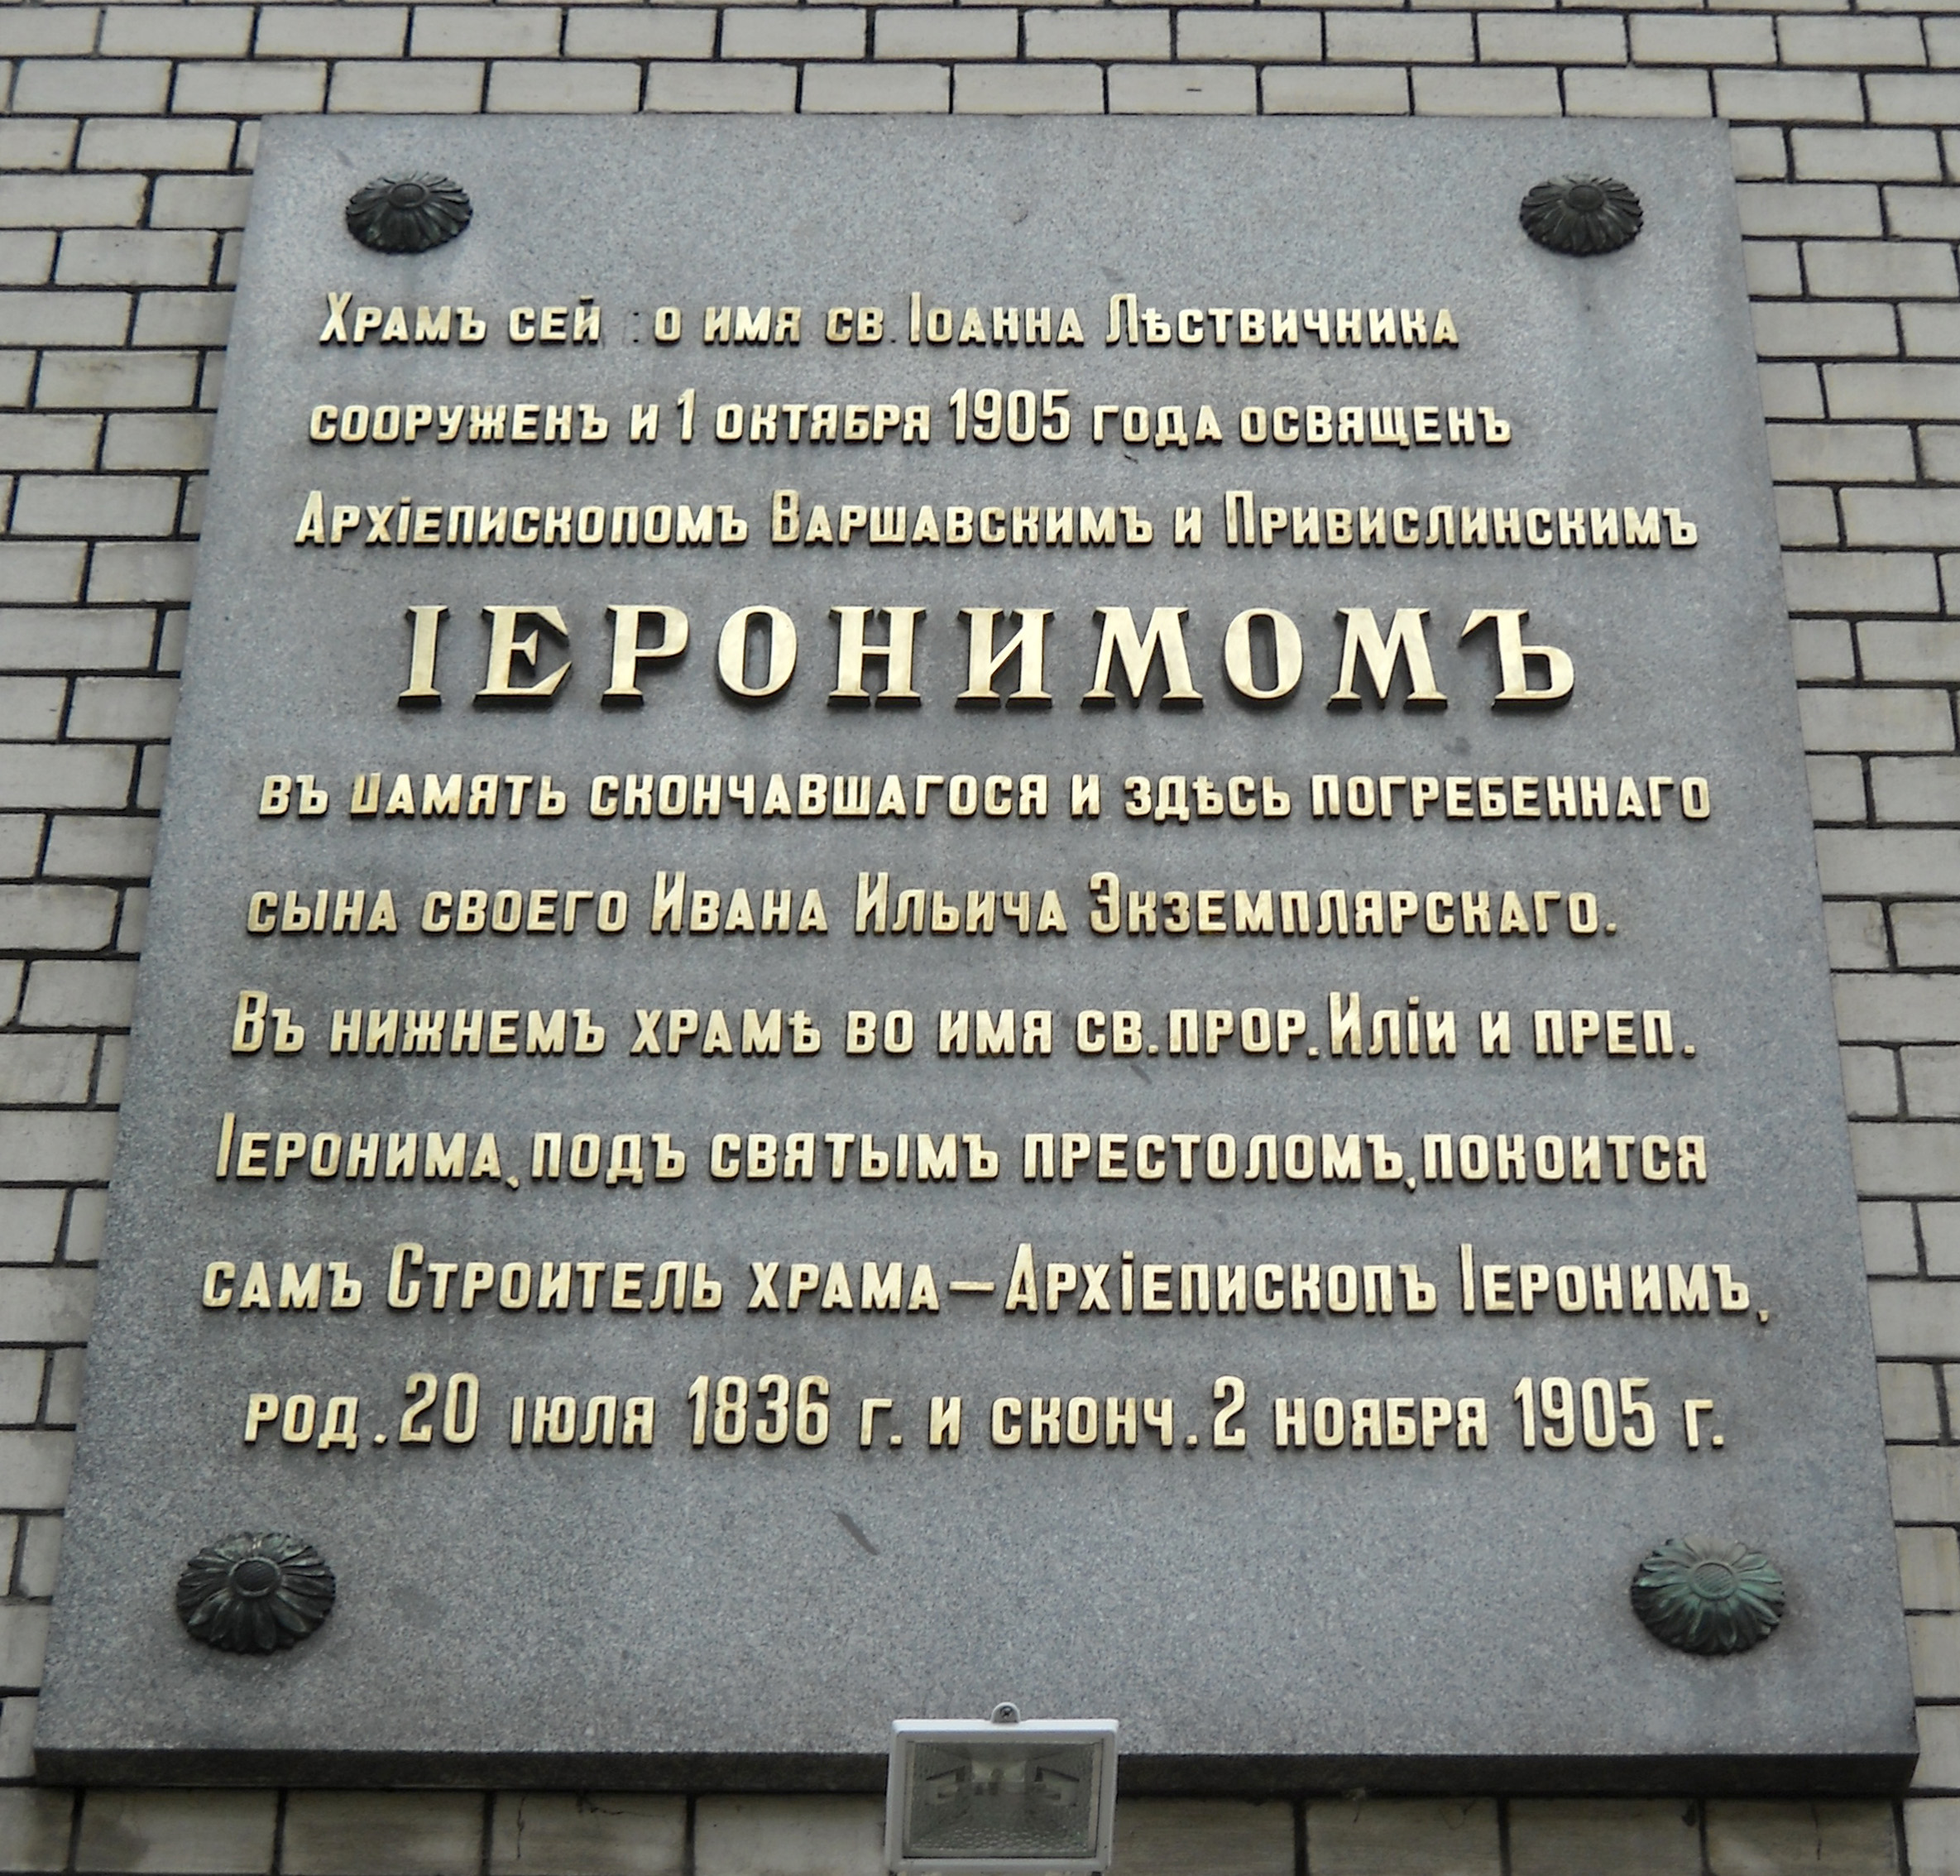 Храмъ сей о имя св. Іоанна Лѣствичника
сооруженъ и 1 октября 1905 года освященъ
Архіепископомъ Варшавскимъ и Привислинскимъ
ІЕРОНИМОМЪ
въ память скончавшагося и здѣсь погребеннаго
сына своего Ивана Ильича Экземплярскаго.
Въ нижнемъ храмѣ во имя св. прор. Иліи и преп.
Іеронима, подъ святымъ престоломъ, покоится
самъ Строитель храма — Архіепископъ Іеронимъ,
род. 20 іюля 1836 г. и сконч. 2 ноября 1905 г.